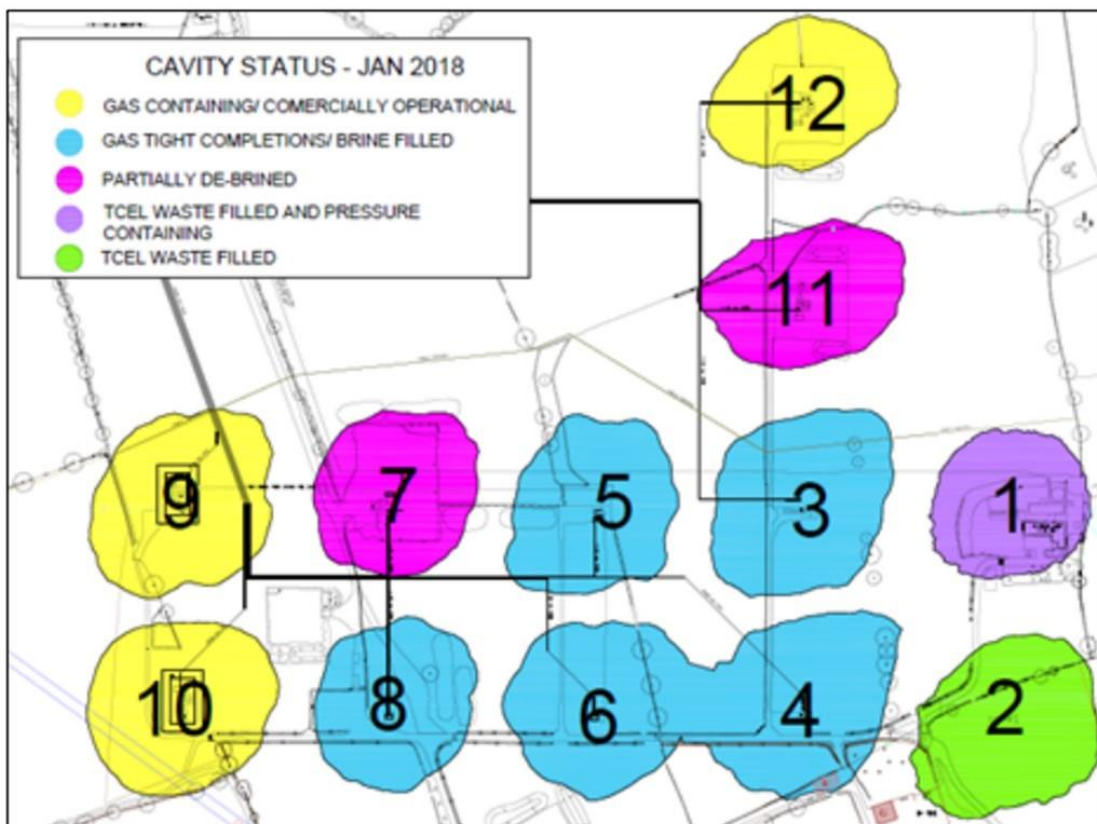 CAVITY STATUS - JAN 2018
GAS CONTAINING/ COMERCIALLY OPERATIONAL
GAS TIGHT COMPLETIONS/ BRINE FILLED
PARTIALLY DE-BRINED
TCEL WASTE FILLED AND PRESSURE
CONTAINING
TCEL WASTE FILLED
12
11
9
7
5
3
1
10
8
6
4
2